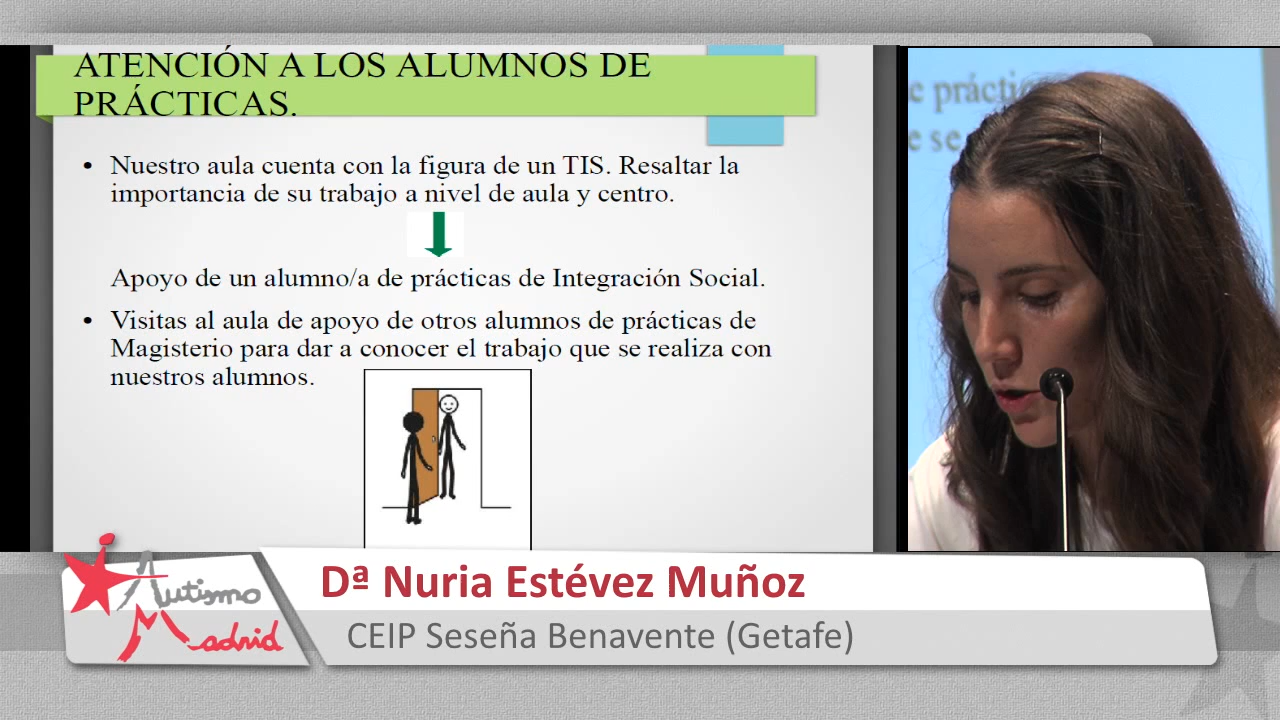 ATENCIÓN A LOS ALUMNOS DE
PRÁCTICAS.
• Nuestro aula cuenta con la figura de un TIS. Resaltar la
importancia de su trabajo a nivel de aula y centro.
Apoyo de un alumno/a de prácticas de Integración Social.
• Visitas al aula de apoyo de otros alumnos de prácticas de
Magisterio para dar a conocer el trabajo que se realiza con
nuestros alumnos.
e práctic
e se
Autismo
Madrid
Dª Nuria Estévez Muñoz
CEIP Seseña Benavente (Getafe)